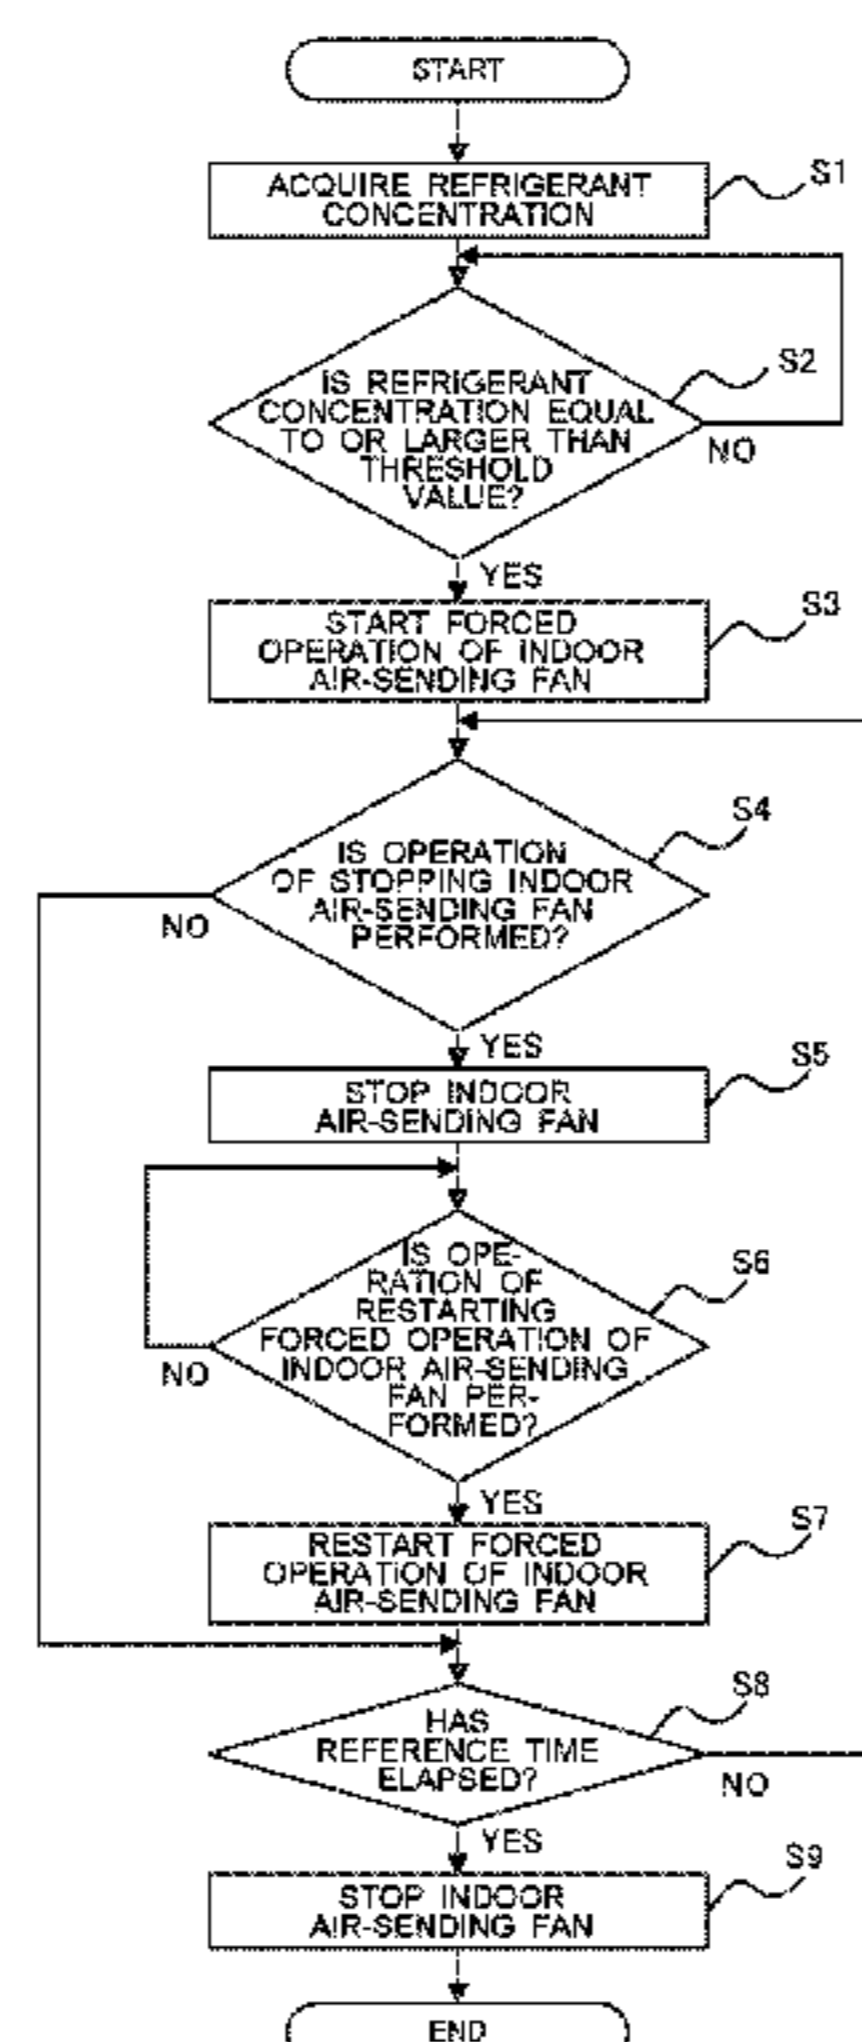 START
ACQUIRE REFRIGERANT
CONCENTRATION
S1
IS REFRIGERANT
CONCENTRATION EQUAL
TO OR LARGER THAN
THRESHOLD
VALUE?
S2
NO
YES
START FORCED
OPERATION OF INDOOR
AIR-SENDING FAN
S3
IS OPERATION
OF STOPPING INDOOR
AIR-SENDING FAN
PERFORMED?
S4
NO
YES
STOP INDOOR
AIR-SENDING FAN
S5
IS OPE-
RATION OF
RESTARTING
FORCED OPERATION OF
INDOOR AIR-SENDING
FAN PER-
FORMED?
S6
NO
YES
RESTART FORCED
OPERATION OF INDOOR
AIR-SENDING FAN
S7
HAS
REFERENCE TIME
ELAPSED?
S8
NO
YES
STOP INDOOR
AIR-SENDING FAN
S9
END